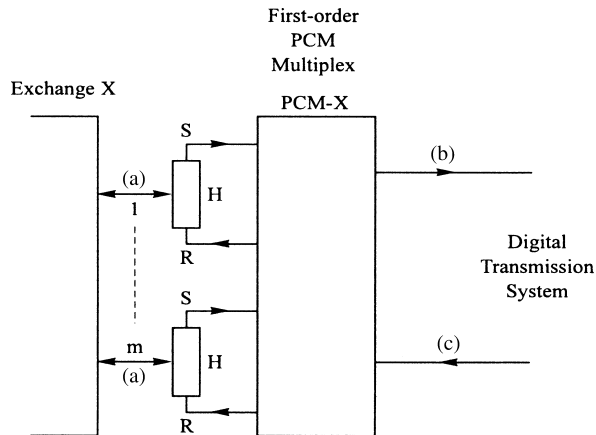 First-order
PCM
Multiplex
Exchange X
PCM-X
S
(b)
(a)
H
1
R
Digital
Transmission
System
S
m
(c)
H
(a)
R